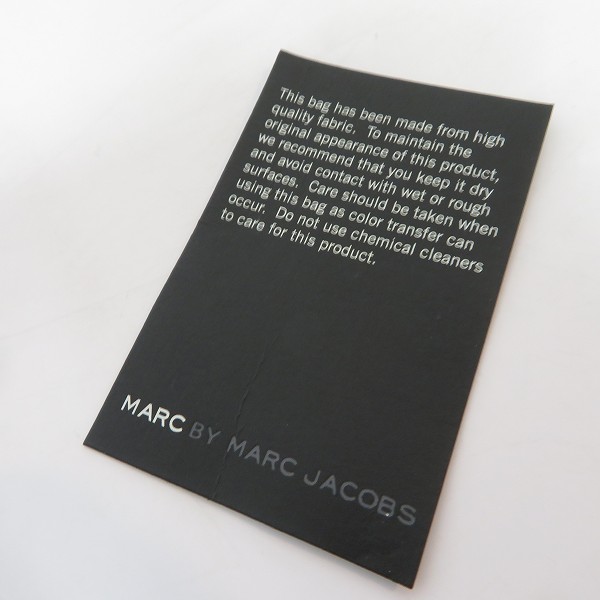 This bag has been made from high
quality fabric. To maintain the
original appearance of this product,
we recommend that you keep it dry
and avoid contact with wet or rough
surfaces. Care should be taken when
using this bag as color transfer can
occur. Do not use chemical cleaners
to care for this product.
MARC BY MARC JACOBS